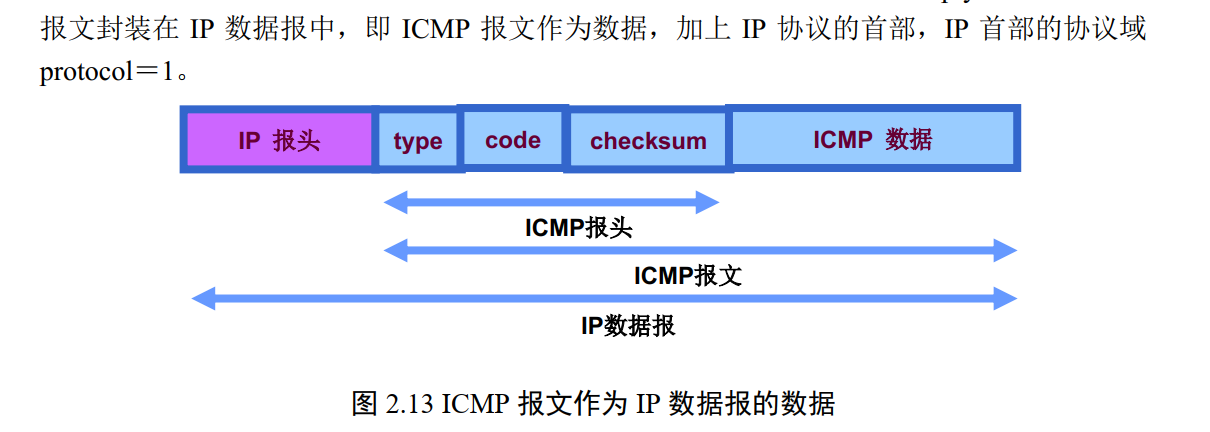 报文封装在 IP 数据报中，即 ICMP 报文作为数据，加上 IP 协议的首部，IP 首部的协议域
protocol＝1。
IP 报头 type code checksum ICMP 数据
ICMP报头
ICMP报文
IP数据报
图 2.13 ICMP 报文作为 IP 数据报的数据